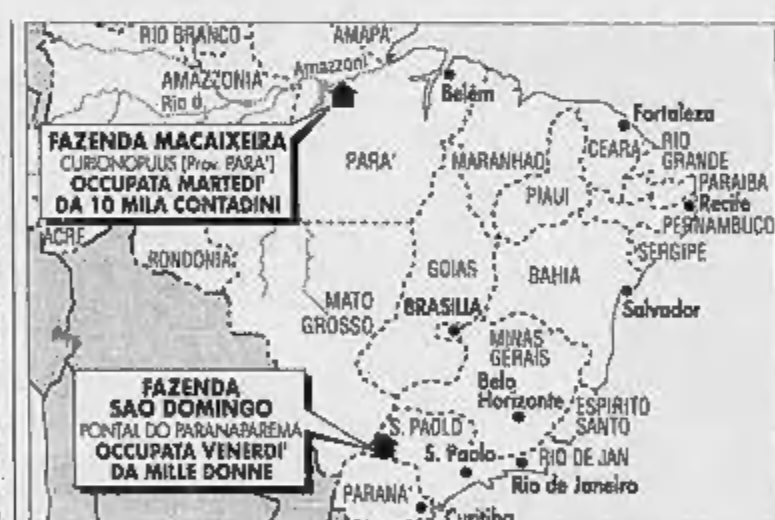 RIO BRANCO
AMAPA'
AMAZZONIA
Amazzoni
Rio d.
Belém
Fortaleza
FAZENDA MACAIXEIRA
CURIONOPULIS (Prov. PARA')
OCCUPATA MARTEDI'
DA 10 MILA CONTADINI
PARA'
MARANHAO
CEARA
RIO
GRANDE
PIAUI
PARAIBA
Recife
PERNAMBUCO
ACRE
SERGIPE
RONDONIA
GOIAS
BAHIA
MATO
GROSSO
BRASILIA
Salvador
MINAS
GERAIS
FAZENDA
SAO DOMINGO
PONTAL DO PARANAPAREMA
OCCUPATA VENERDI'
DA MILLE DONNE
Belo
Horizonte
ESPIRITO
SANTO
S. PAOLO
S. Paolo
RIO DE JAN
Rio de Janeiro
PARANA'
Curitiba